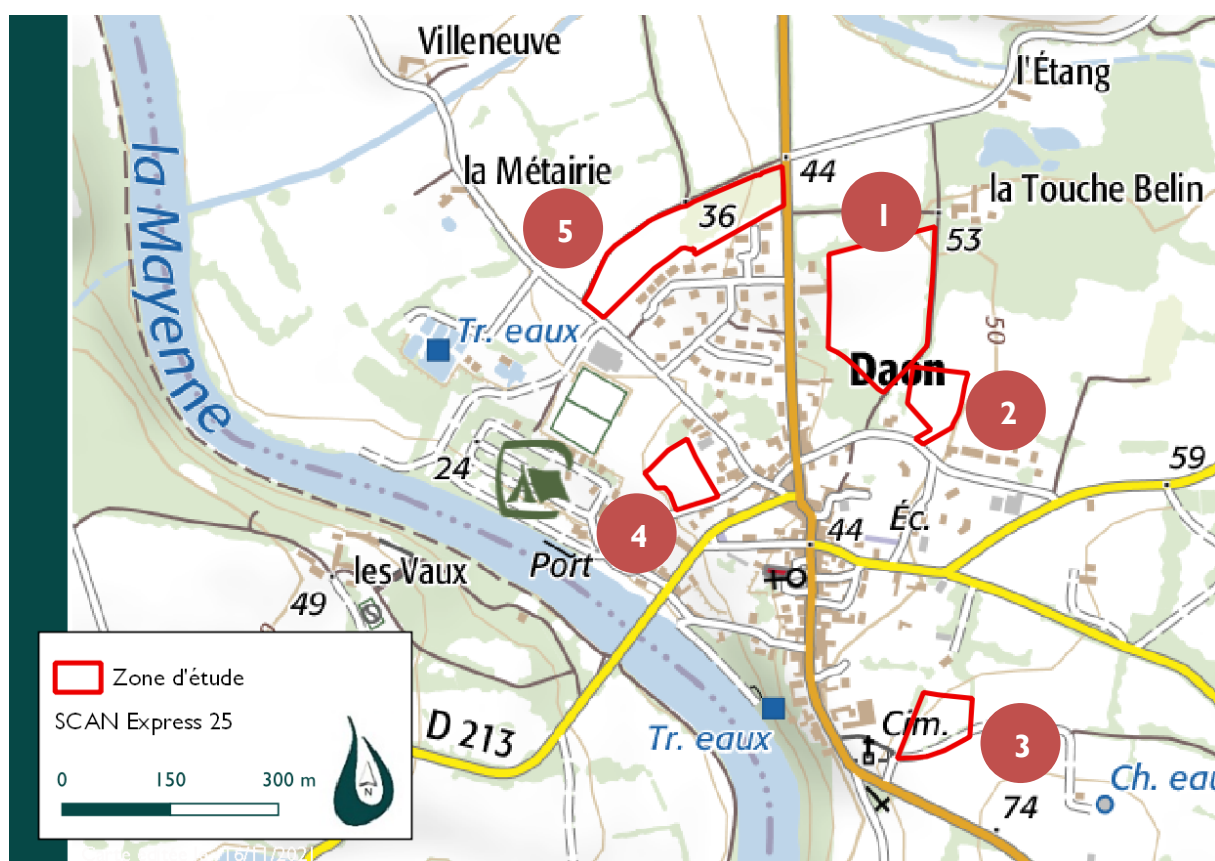 Villeneuve
l'Étang
la Métairie
44
la Touche Belin
la Mayenne
1
36
5
53
Tr. eaux
50
Daon
2
24
59
4
44
Éc.
Port
les Vaux
49
Zone d'étude
SCAN Express 25
0 150 300 m
N
D 213
Tr. eaux
Cim.
3
Ch. eau
74